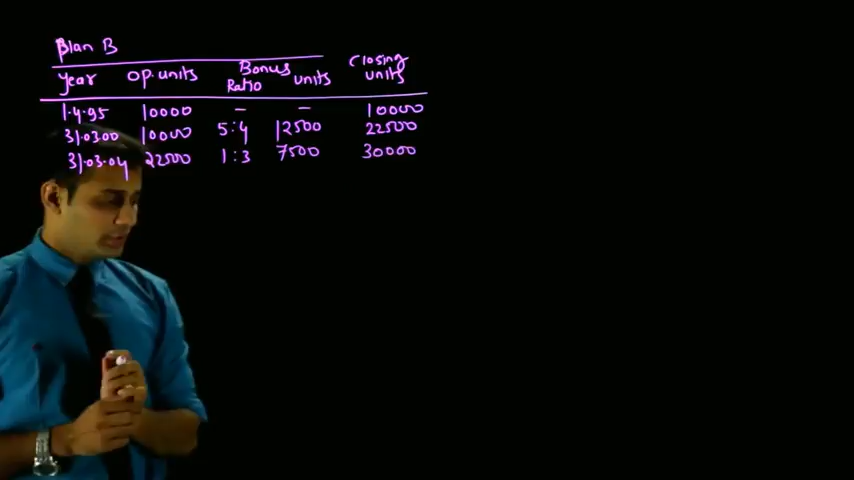 Plan B
Year Op. units Bonus Closing
Ratio units units
1.4.95 10000 - - 10000
31.03.00 10000 5:4 12500 22500
31.03.04 22500 1:3 7500 30000